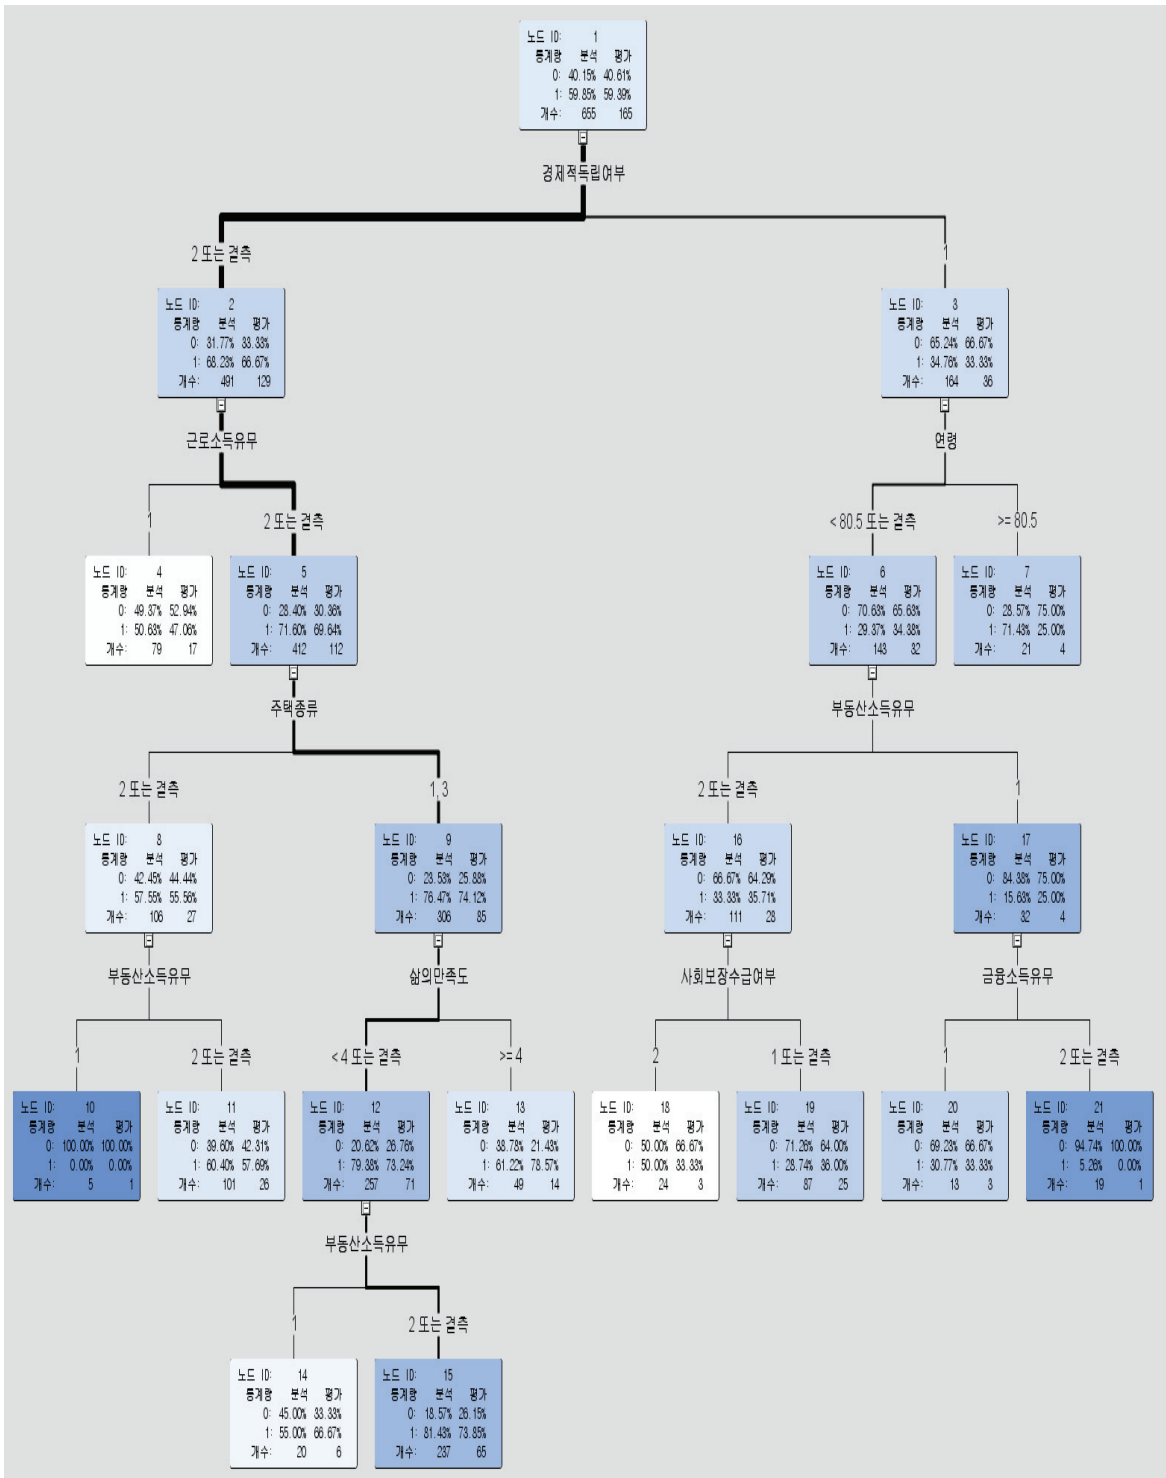 노드 ID: 1
통계량 분석 평가
0: 40.15% 40.61%
1: 59.85% 59.39%
개수: 655 165
경제적독립여부
2 또는 결측
1
노드 ID: 2
통계량 분석 평가
0: 31.77% 33.33%
1: 68.23% 66.67%
개수: 491 129
노드 ID: 3
통계량 분석 평가
0: 65.24% 66.67%
1: 34.76% 33.33%
개수: 164 36
근로소득유무
연령
1
2 또는 결측
< 80.5 또는 결측
>= 80.5
노드 ID: 4
통계량 분석 평가
0: 49.37% 52.94%
1: 50.63% 47.06%
개수: 79 17
노드 ID: 5
통계량 분석 평가
0: 28.40% 30.36%
1: 71.60% 69.64%
개수: 412 112
노드 ID: 6
통계량 분석 평가
0: 70.63% 65.63%
1: 29.37% 34.38%
개수: 143 32
노드 ID: 7
통계량 분석 평가
0: 28.57% 75.00%
1: 71.43% 25.00%
개수: 21 4
주택종류
부동산소득유무
2 또는 결측
1, 3
2 또는 결측
1
노드 ID: 8
통계량 분석 평가
0: 42.45% 44.44%
1: 57.55% 55.56%
개수: 106 27
노드 ID: 9
통계량 분석 평가
0: 23.53% 25.88%
1: 76.47% 74.12%
개수: 306 85
노드 ID: 16
통계량 분석 평가
0: 66.67% 64.29%
1: 33.33% 35.71%
개수: 111 28
노드 ID: 17
통계량 분석 평가
0: 84.38% 75.00%
1: 15.63% 25.00%
개수: 32 4
부동산소득유무
삶의만족도
사회보장수급여부
금융소득유무
1
2 또는 결측
< 4 또는 결측
>= 4
2
1 또는 결측
1
2 또는 결측
노드 ID: 10
통계량 분석 평가
0: 100.00% 100.00%
1: 0.00% 0.00%
개수: 5 1
노드 ID: 11
통계량 분석 평가
0: 39.60% 42.31%
1: 60.40% 57.69%
개수: 101 26
노드 ID: 12
통계량 분석 평가
0: 20.62% 26.76%
1: 79.38% 73.24%
개수: 257 71
노드 ID: 13
통계량 분석 평가
0: 38.78% 21.43%
1: 61.22% 78.57%
개수: 49 14
노드 ID: 18
통계량 분석 평가
0: 50.00% 66.67%
1: 50.00% 33.33%
개수: 24 3
노드 ID: 19
통계량 분석 평가
0: 71.26% 64.00%
1: 28.74% 36.00%
개수: 87 25
노드 ID: 20
통계량 분석 평가
0: 69.23% 66.67%
1: 30.77% 33.33%
개수: 13 3
노드 ID: 21
통계량 분석 평가
0: 94.74% 100.00%
1: 5.26% 0.00%
개수: 19 1
부동산소득유무
1
2 또는 결측
노드 ID: 14
통계량 분석 평가
0: 45.00% 33.33%
1: 55.00% 66.67%
개수: 20 6
노드 ID: 15
통계량 분석 평가
0: 18.57% 26.15%
1: 81.43% 73.85%
개수: 237 65